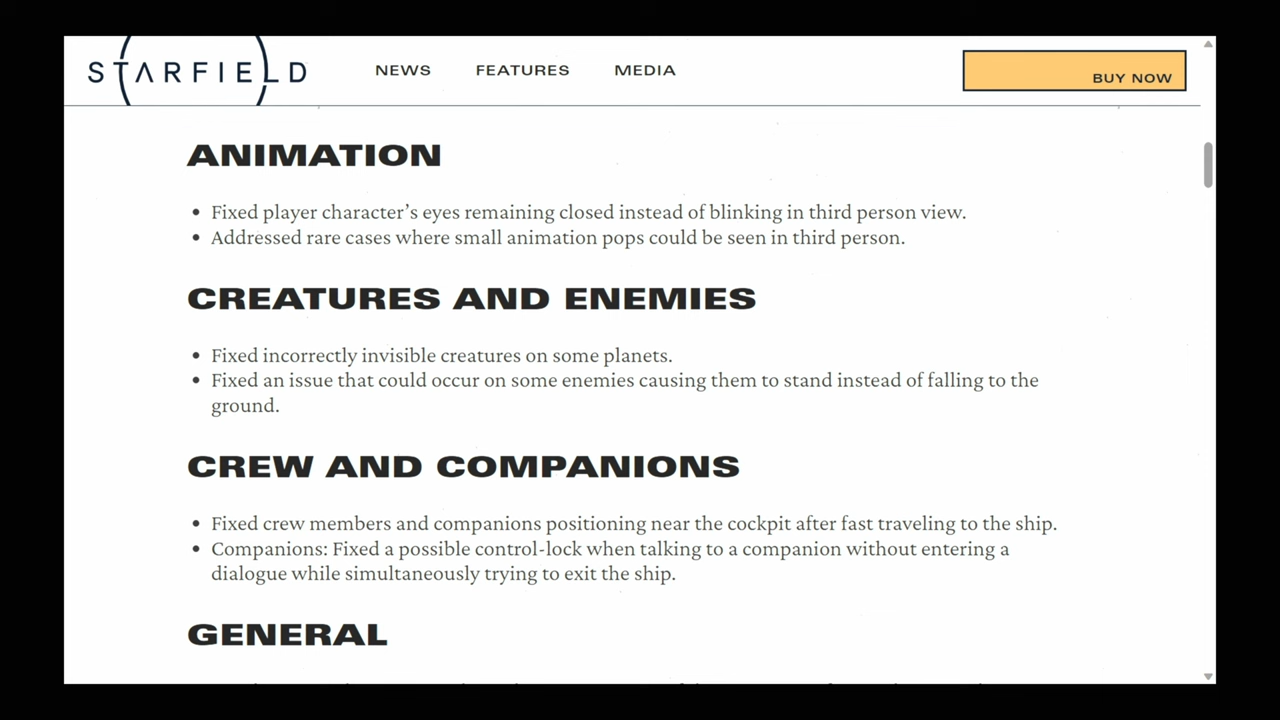 STARFIELD
NEWS
FEATURES
MEDIA
BUY NOW
ANIMATION
• Fixed player character’s eyes remaining closed instead of blinking in third person view.
• Addressed rare cases where small animation pops could be seen in third person.
CREATURES AND ENEMIES
• Fixed incorrectly invisible creatures on some planets.
• Fixed an issue that could occur on some enemies causing them to stand instead of falling to the
ground.
CREW AND COMPANIONS
• Fixed crew members and companions positioning near the cockpit after fast traveling to the ship.
• Companions: Fixed a possible control-lock when talking to a companion without entering a
dialogue while simultaneously trying to exit the ship.
GENERAL